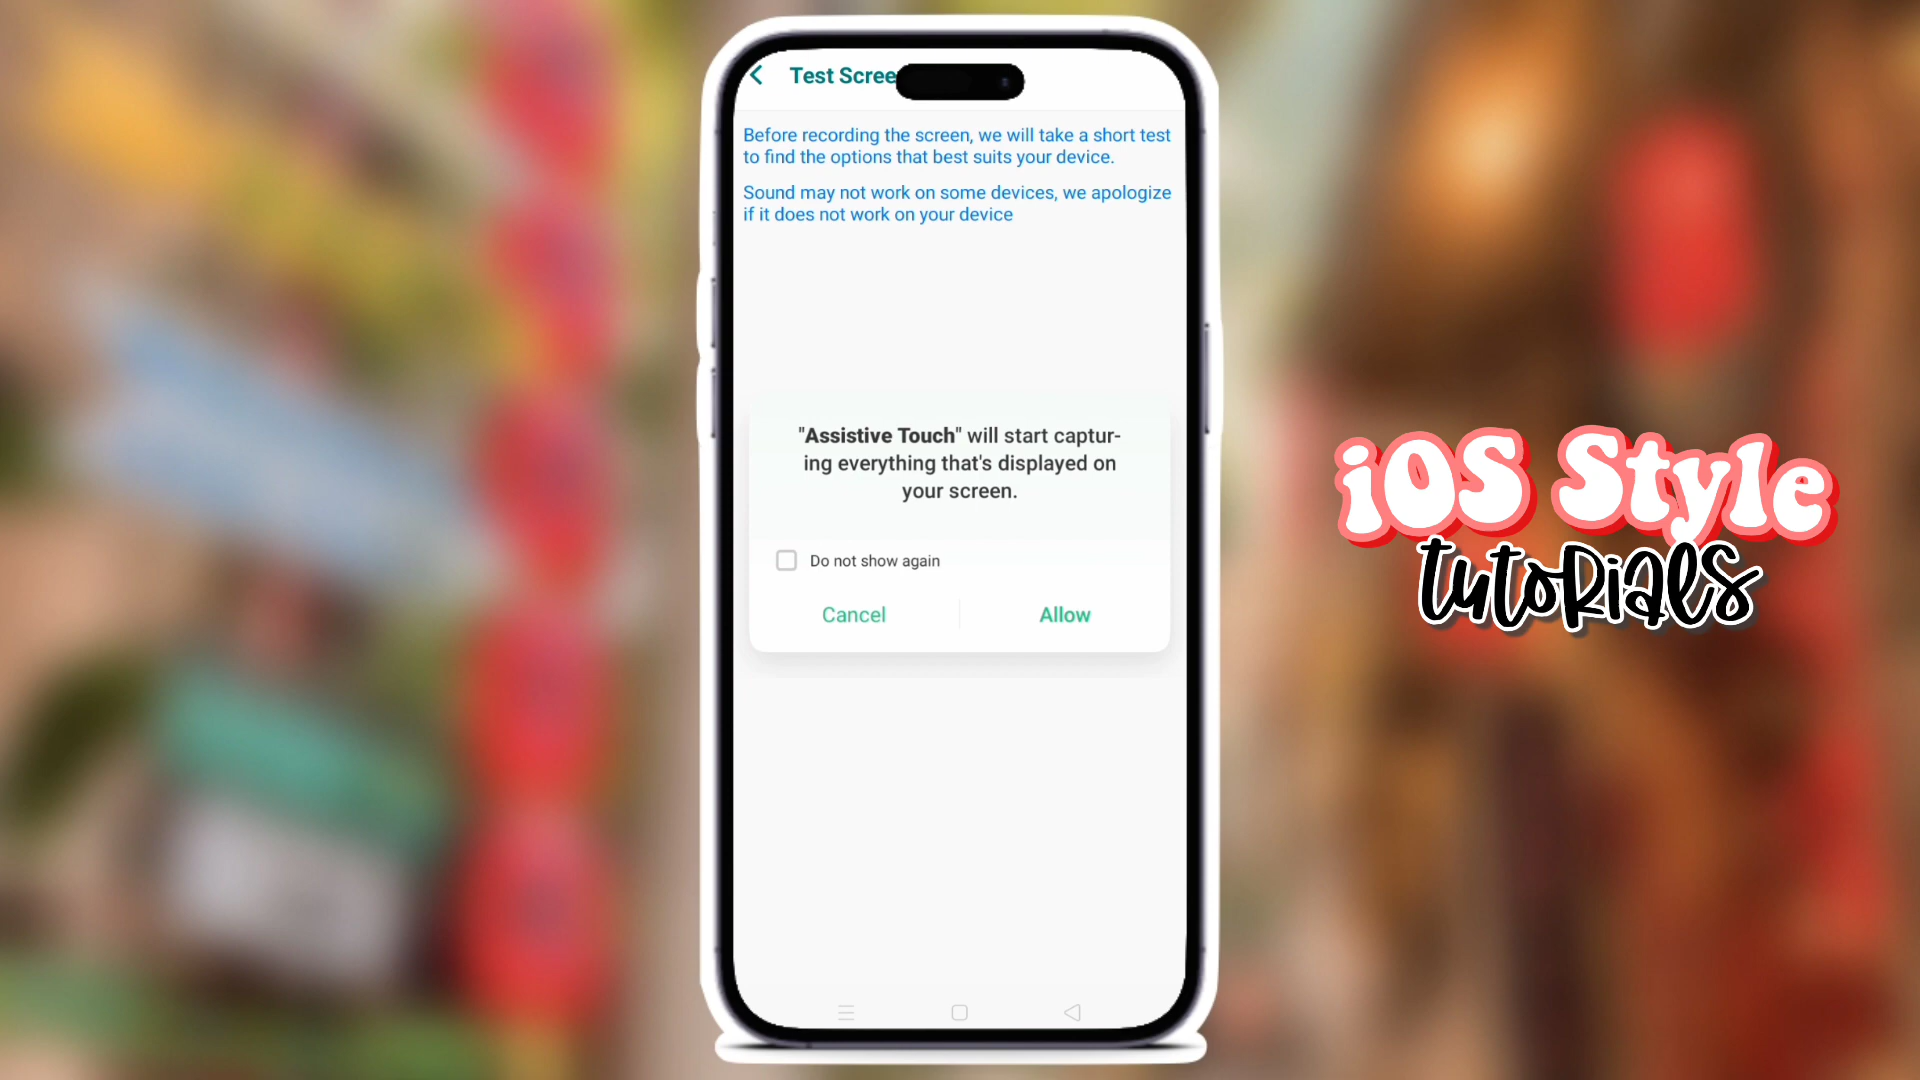 Test Scree
Before recording the screen, we will take a short test
to find the options that best suits your device.
Sound may not work on some devices, we apologize
if it does not work on your device
"Assistive Touch" will start captur-
ing everything that's displayed on
your screen.
Do not show again
Cancel
Allow
iOS Style
tutoRials